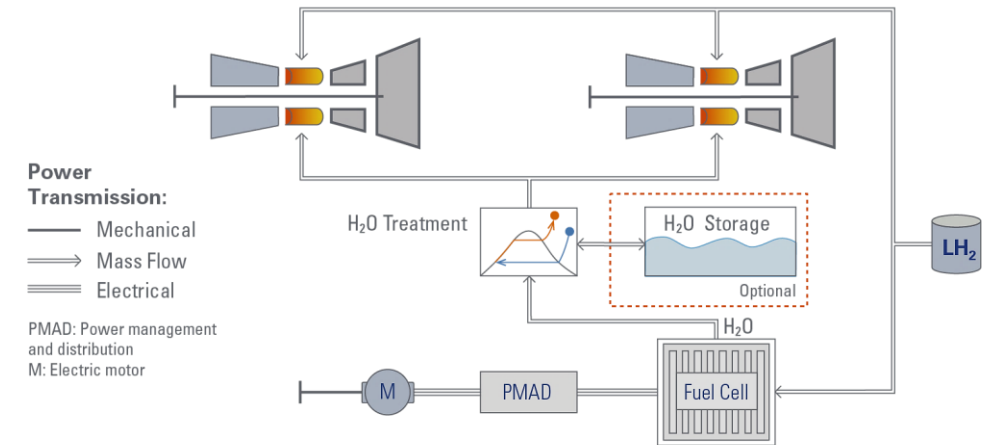 Power
Transmission:
Mechanical
Mass Flow
Electrical
PMAD: Power management
and distribution
M: Electric motor
H₂O Treatment
H₂O Storage
Optional
LH₂
H₂O
M
PMAD
Fuel Cell